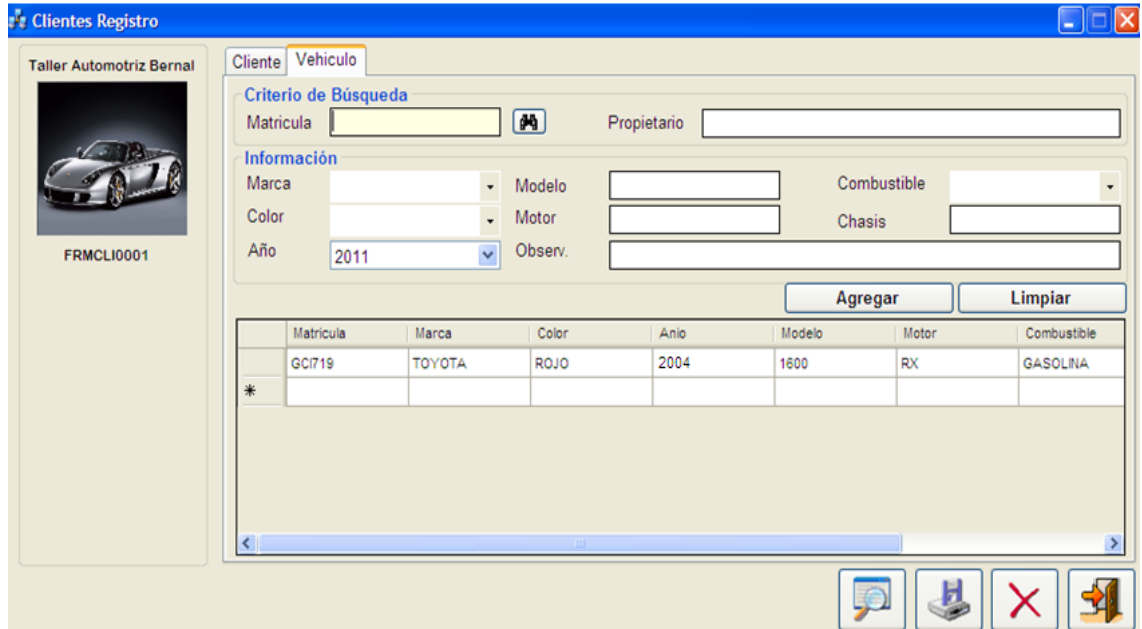 Clientes Registro
Taller Automotriz Bernal
FRMCLI0001
Cliente Vehiculo
Criterio de Búsqueda
Matricula Propietario
Información
Marca Modelo Combustible
Color Motor Chasis
Año 2011 Observ.
Agregar Limpiar
Matricula Marca Color Anio Modelo Motor Combustible
GCI719 TOYOTA ROJO 2004 1600 RX GASOLINA